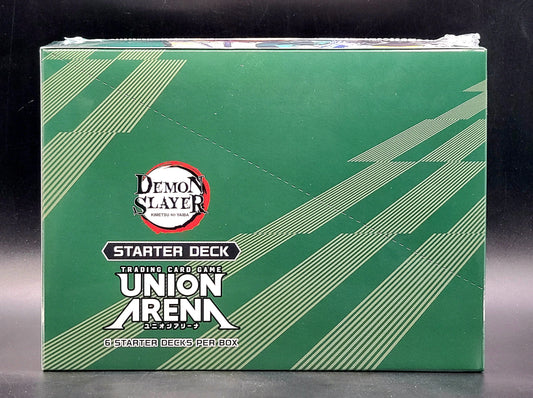 DEMON
SLAYER
KIMETSU NO YAIBA
STARTER DECK
TRADING CARD GAME
UNION
ARENA
ユニオンアリーナ
6 STARTER DECKS PER BOX